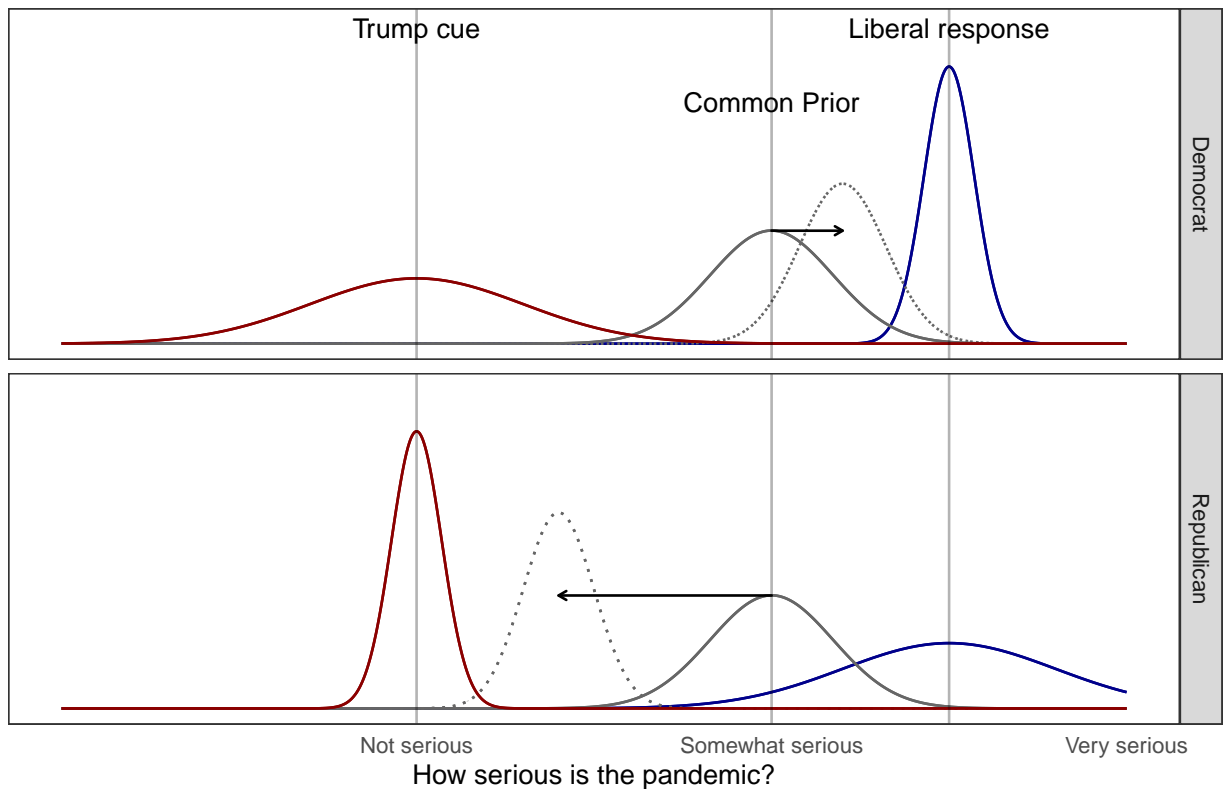 Trump cue
Liberal response
Common Prior
Democrat
Republican
Not serious
Somewhat serious
Very serious
How serious is the pandemic?